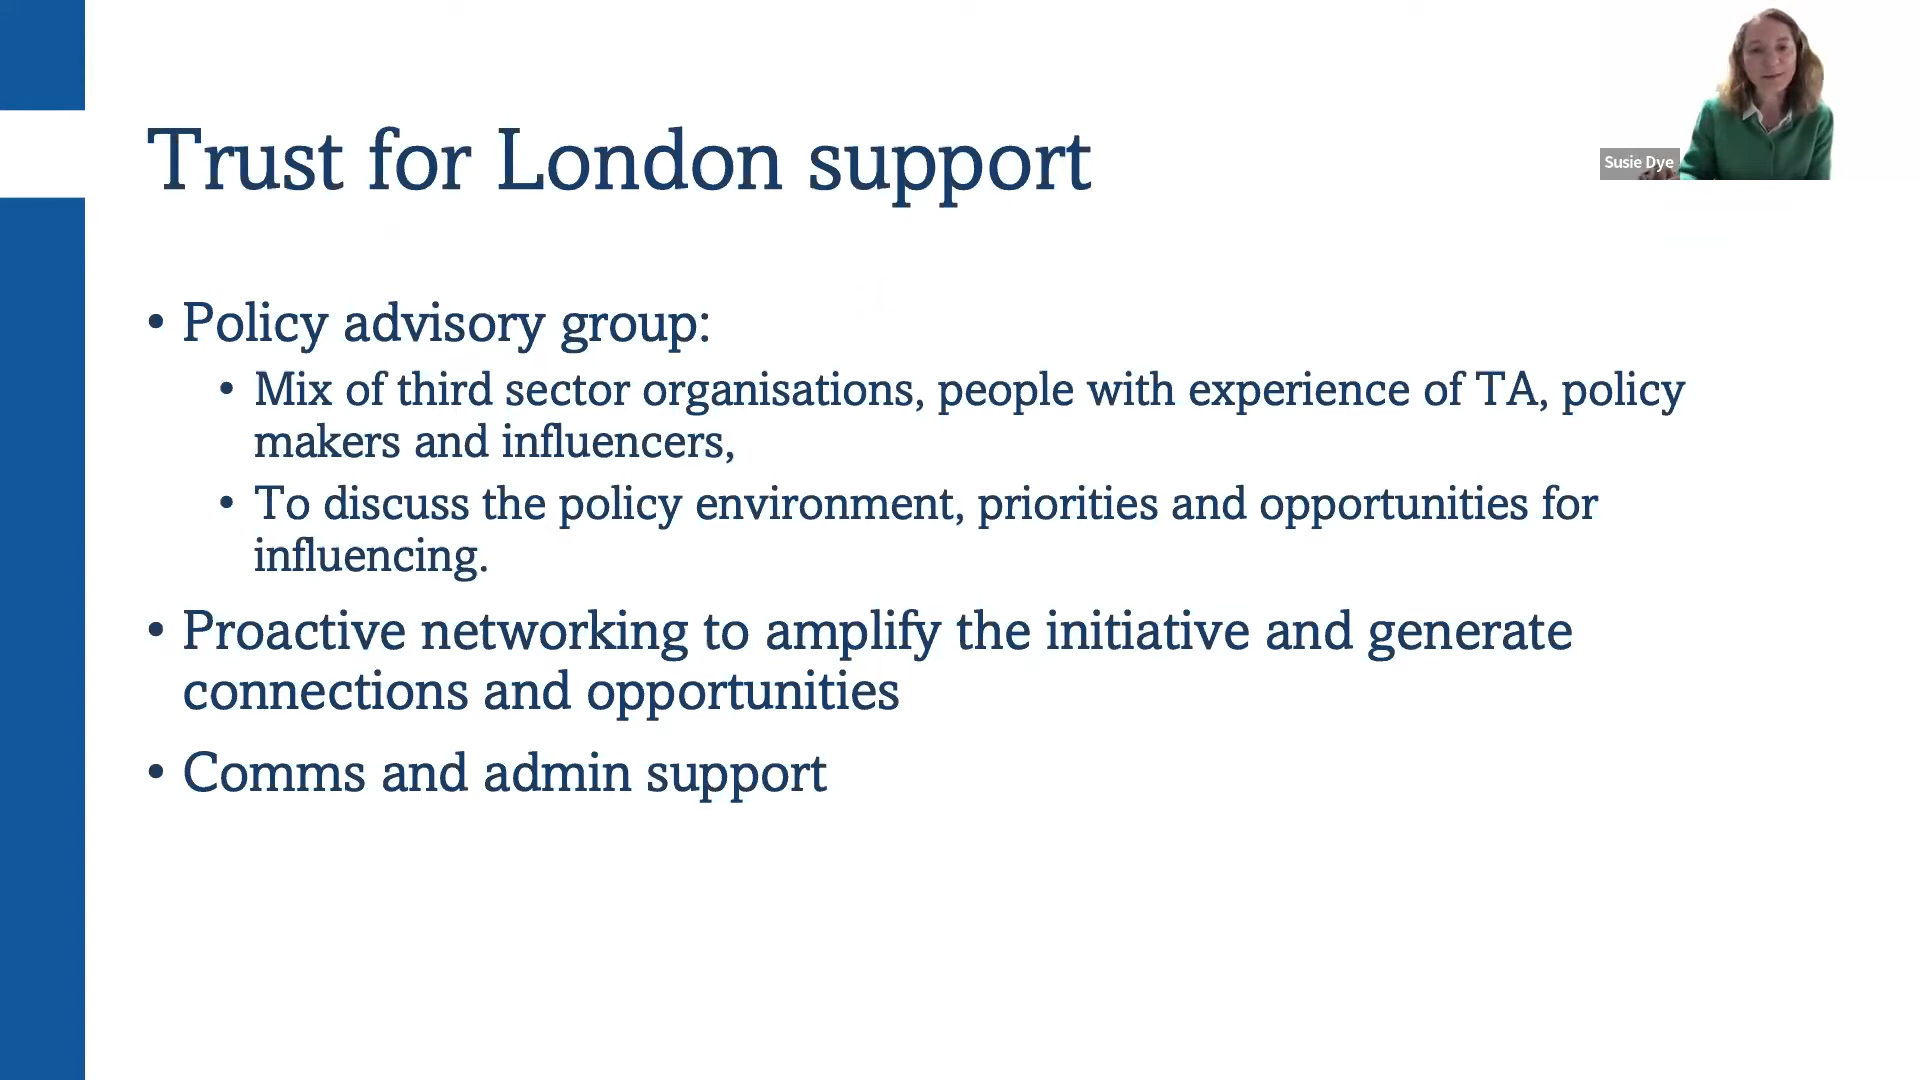 Susie Dye
Trust for London support
• Policy advisory group:
• Mix of third sector organisations, people with experience of TA, policy
makers and influencers,
• To discuss the policy environment, priorities and opportunities for
influencing.
• Proactive networking to amplify the initiative and generate
connections and opportunities
• Comms and admin support